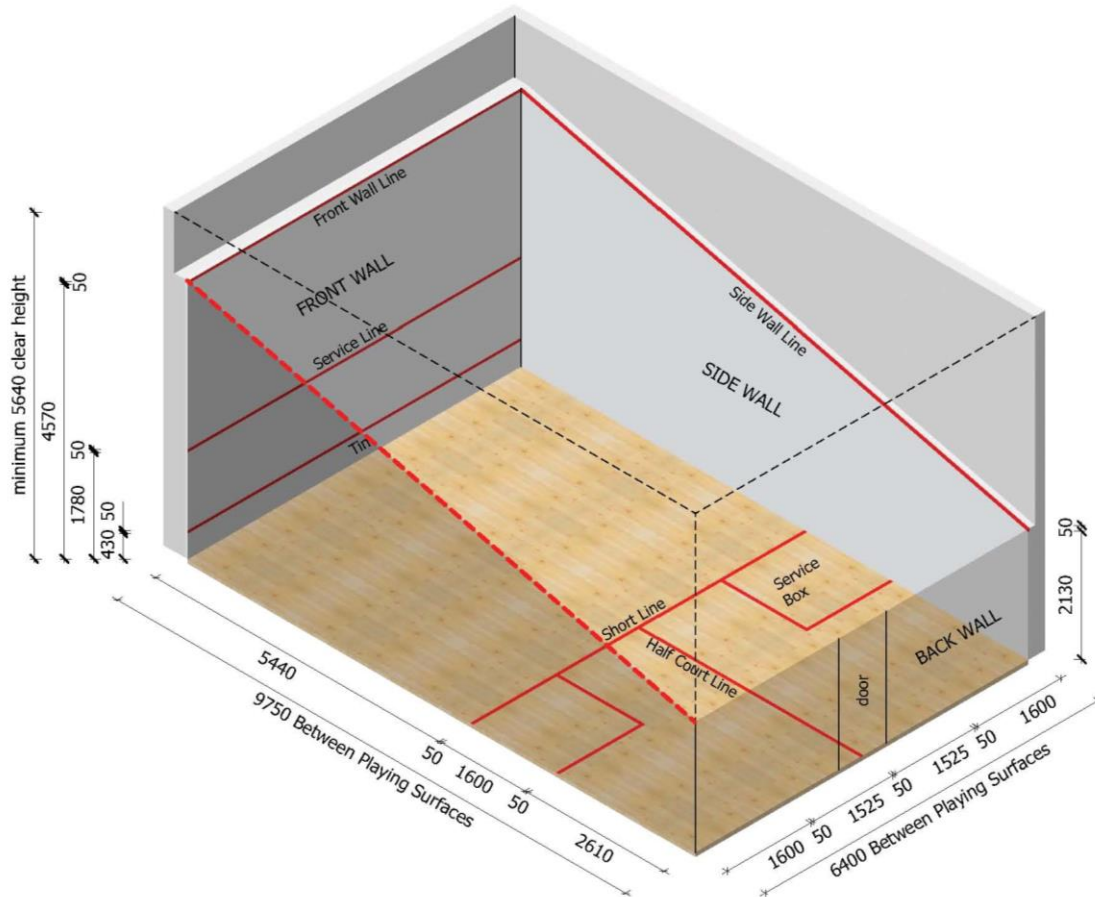 Front Wall Line
FRONT WALL
Service Line
Tin
Side Wall Line
SIDE WALL
Service
Box
Short Line
Half Court Line
door
BACK WALL
minimum 5640 clear height
4570
50
1780
50
430
50
50
2130
5440
50
1600
50
2610
9750 Between Playing Surfaces
1600
50
1525
50
1525
50
1600
6400 Between Playing Surfaces